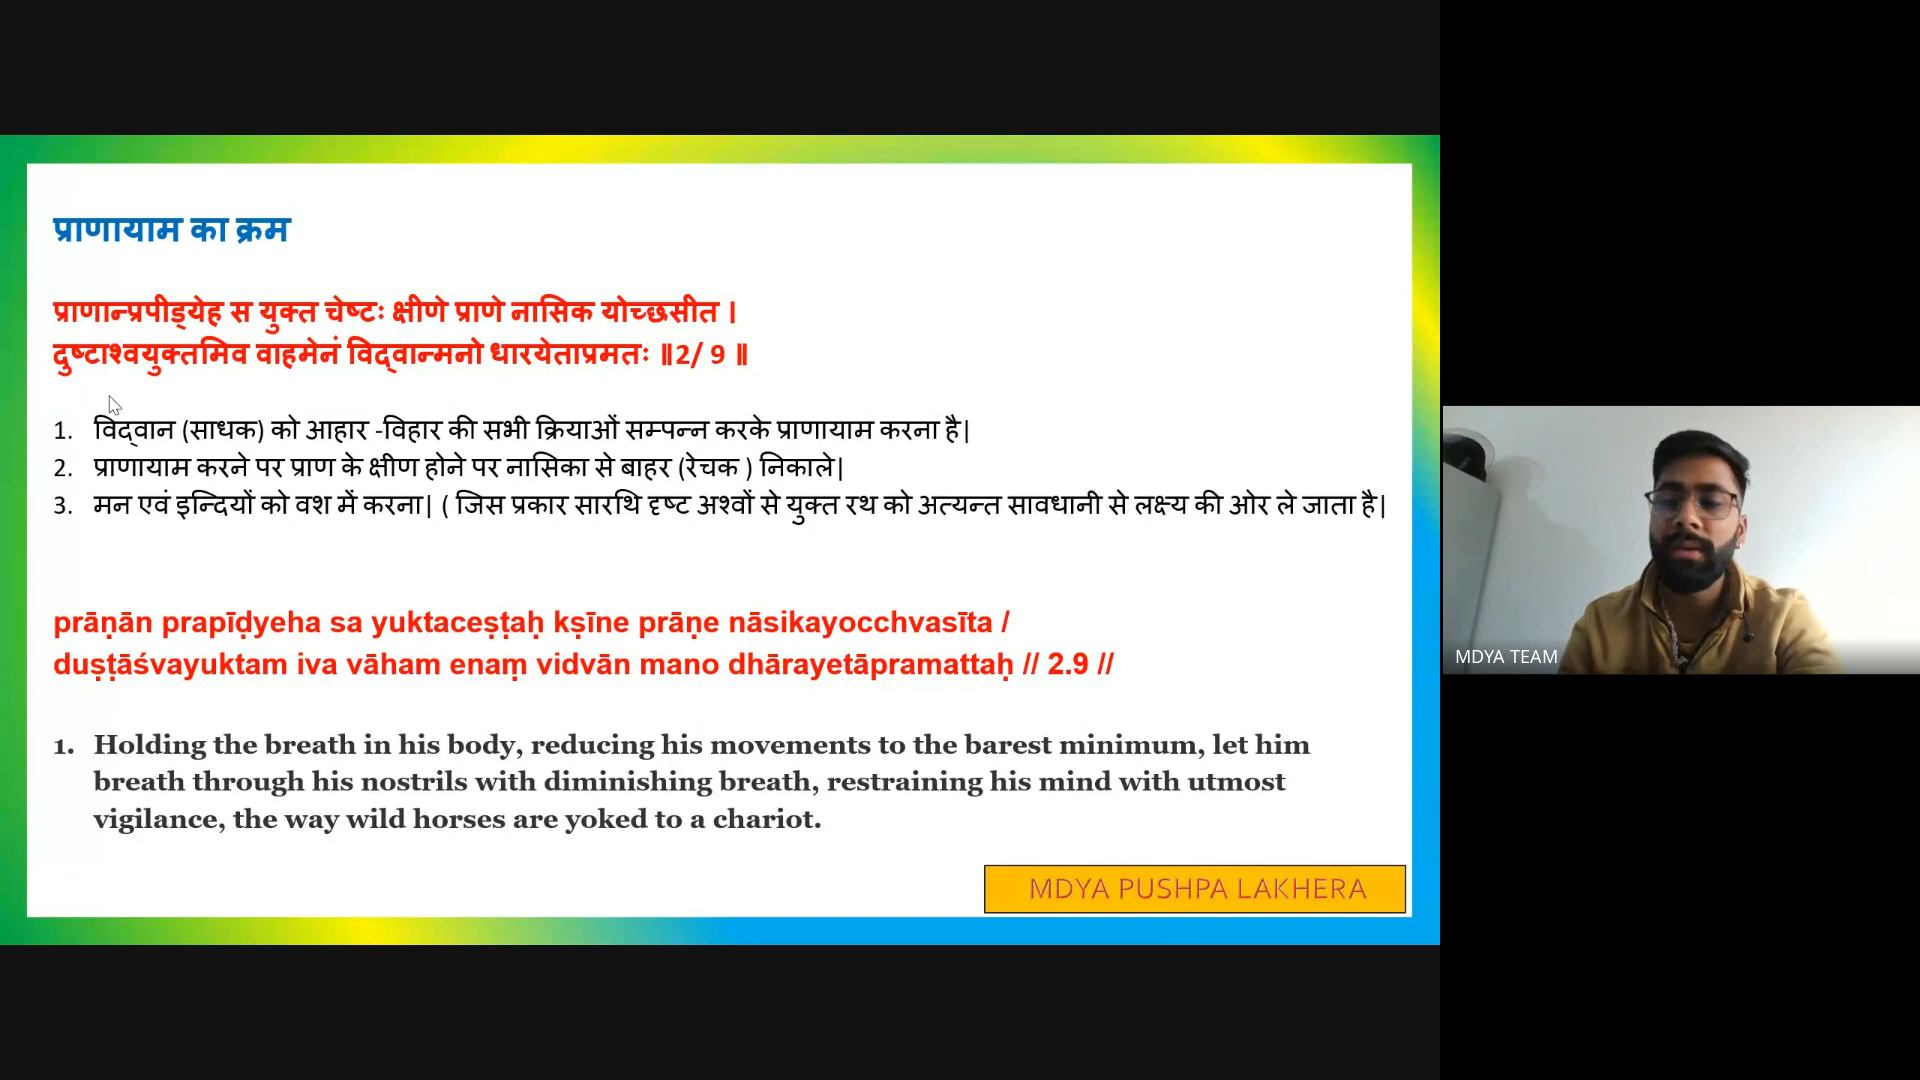 प्राणायाम का क्रम
प्राणान्प्रपीड्येह स युक्त चेष्टः क्षीणे प्राणे नासिक योच्छसीत ।
दुष्टाश्वयुक्तमिव वाहमेनं विद्वान्मनो धारयेताप्रमतः ॥2/ 9 ॥
1. विद्वान (साधक) को आहार -विहार की सभी क्रियाओं सम्पन्न करके प्राणायाम करना है|
2. प्राणायाम करने पर प्राण के क्षीण होने पर नासिका से बाहर (रेचक ) निकाले|
3. मन एवं इन्दियों को वश में करना| ( जिस प्रकार सारथि दृष्ट अश्वों से युक्त रथ को अत्यन्त सावधानी से लक्ष्य की ओर ले जाता है|
prāṇān prapīḍyeha sa yuktaceṣṭaḥ kṣīne prāṇe nāsikayocchvasīta /
duṣṭāśvayuktam iva vāham enaṃ vidvān mano dhārayetāpramattaḥ // 2.9 //
1. Holding the breath in his body, reducing his movements to the barest minimum, let him
breath through his nostrils with diminishing breath, restraining his mind with utmost
vigilance, the way wild horses are yoked to a chariot.
MDYA PUSHPA LAKHERA
MDYA TEAM